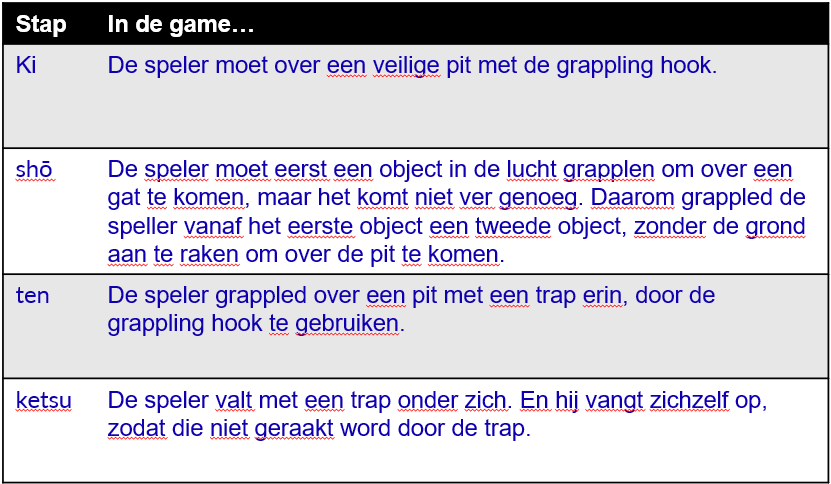 Stap In de game…
Ki De speler moet over een veilige pit met de grappling hook.
shō De speler moet eerst een object in de lucht grapplen om over een
gat te komen, maar het komt niet ver genoeg. Daarom grappled de
speller vanaf het eerste object een tweede object, zonder de grond
aan te raken om over de pit te komen.
ten De speler grappled over een pit met een trap erin, door de
grappling hook te gebruiken.
ketsu De speler valt met een trap onder zich. En hij vangt zichzelf op,
zodat die niet geraakt word door de trap.